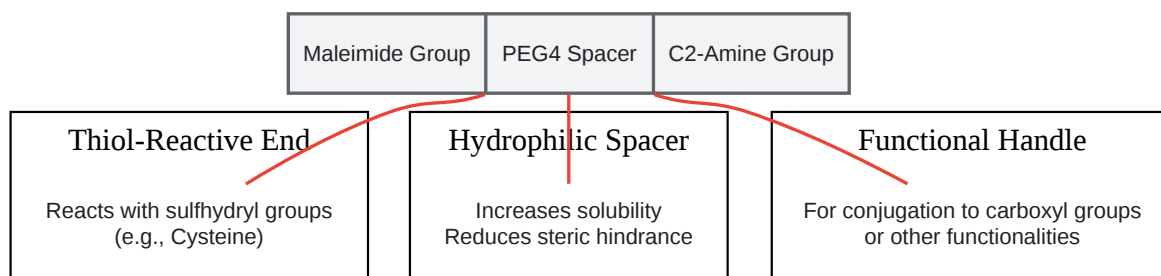 Maleimide Group
PEG4 Spacer
C2-Amine Group
Thiol-Reactive End
Reacts with sulfhydryl groups
(e.g., Cysteine)
Hydrophilic Spacer
Increases solubility
Reduces steric hindrance
Functional Handle
For conjugation to carboxyl groups
or other functionalities